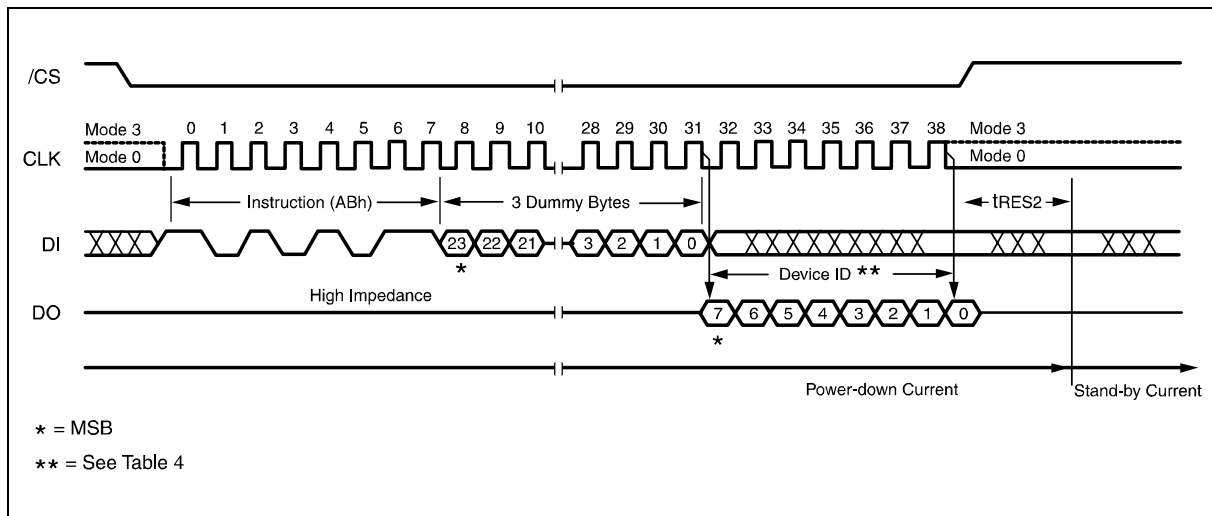 /CS
Mode 3 0 1 2 3 4 5 6 7 8 9 10 28 29 30 31 32 33 34 35 36 37 38 Mode 3
CLK
Mode 0 Mode 0
Instruction (ABh) 3 Dummy Bytes tRES2
DI 23 22 21 3 2 1 0
* Device ID **
High Impedance
DO 7 6 5 4 3 2 1 0
*
Power-down Current Stand-by Current
* = MSB
** = See Table 4